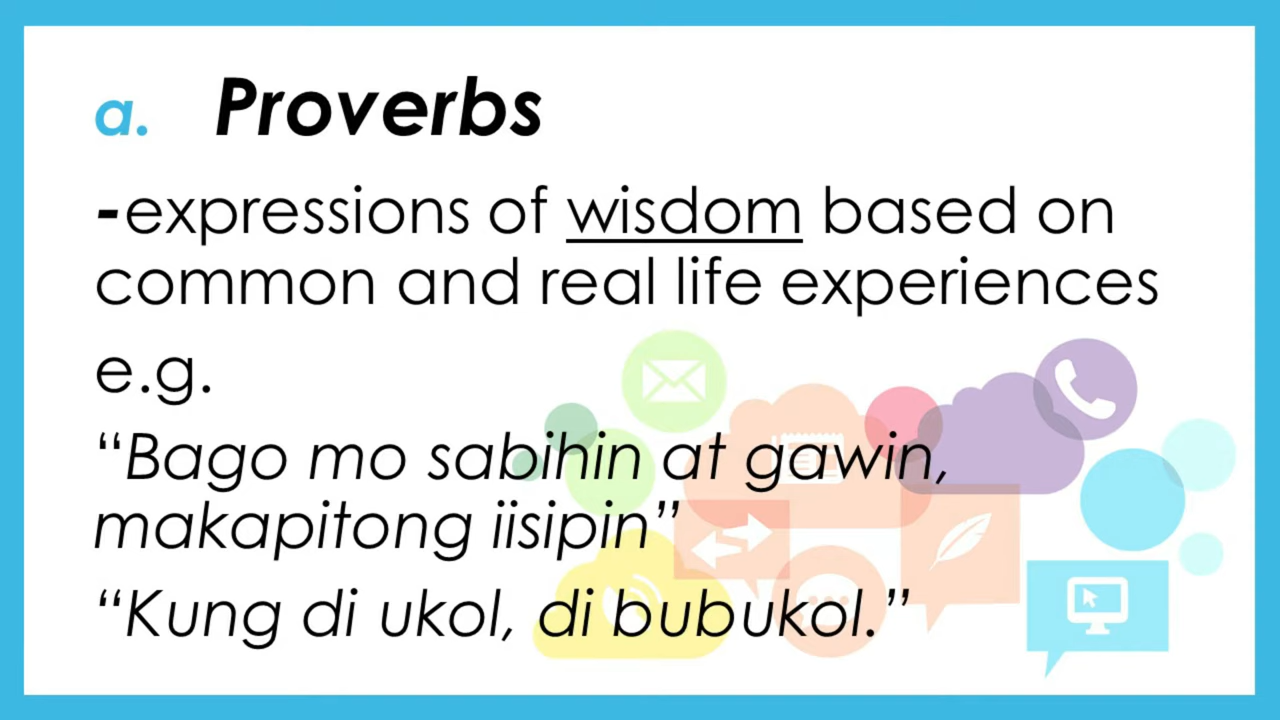 a. Proverbs
-expressions of wisdom based on
common and real life experiences
e.g.
“Bago mo sabihin at gawin,
makapitong iisipin”
“Kung di ukol, di bubukol.”